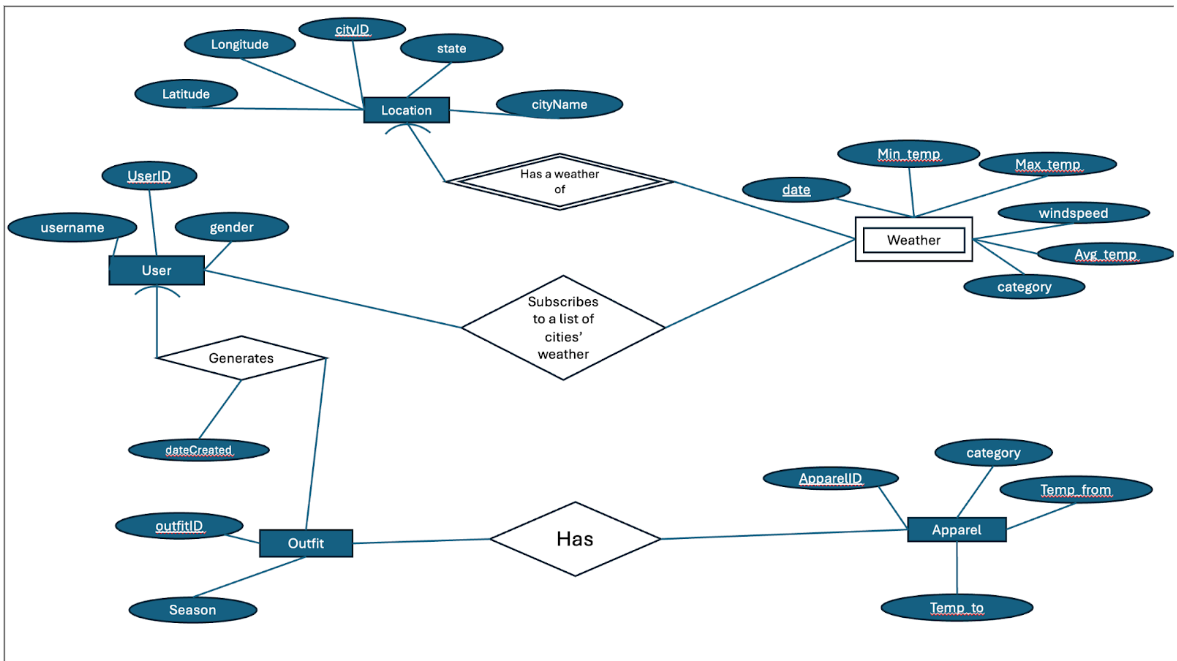 cityID
Longitude
state
Latitude
cityName
Location
Min_temp
Max_temp
Has a weather
of
UserID
date
username
gender
windspeed
Weather
Avg_temp
User
category
Subscribes
to a list of
cities'
weather
Generates
dateCreated
category
ApparelID
Temp_from
outfitID
Apparel
Has
Outfit
Season
Temp_to